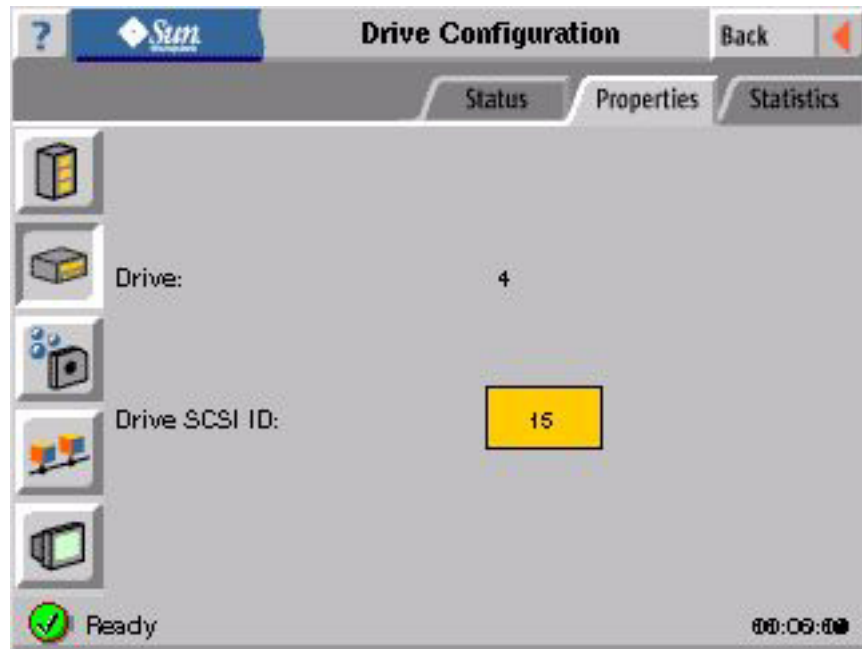 ?
Sun
Drive Configuration
Back
Status
Properties
Statistics
Drive:
4
Drive SCSI ID:
15
Ready